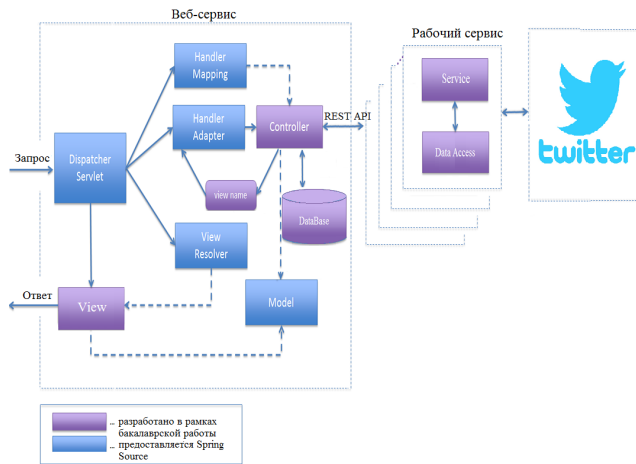 Веб-сервис
Рабочий сервис
Handler
Mapping
Handler
Adapter
Controller
REST API
Service
Data Access
twitter
Запрос
Dispatcher
Servlet
view name
DataBase
View
Resolver
Ответ
View
Model
... разработано в рамках
бакалаврской работы
... предоставляется Spring
Source